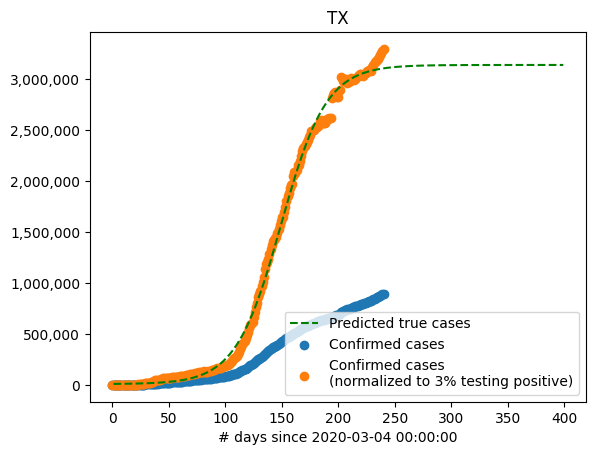 TX
3,000,000
2,500,000
2,000,000
1,500,000
1,000,000
500,000
0
Predicted true cases
Confirmed cases
Confirmed cases
(normalized to 3% testing positive)
0 50 100 150 200 250 300 350 400
# days since 2020-03-04 00:00:00